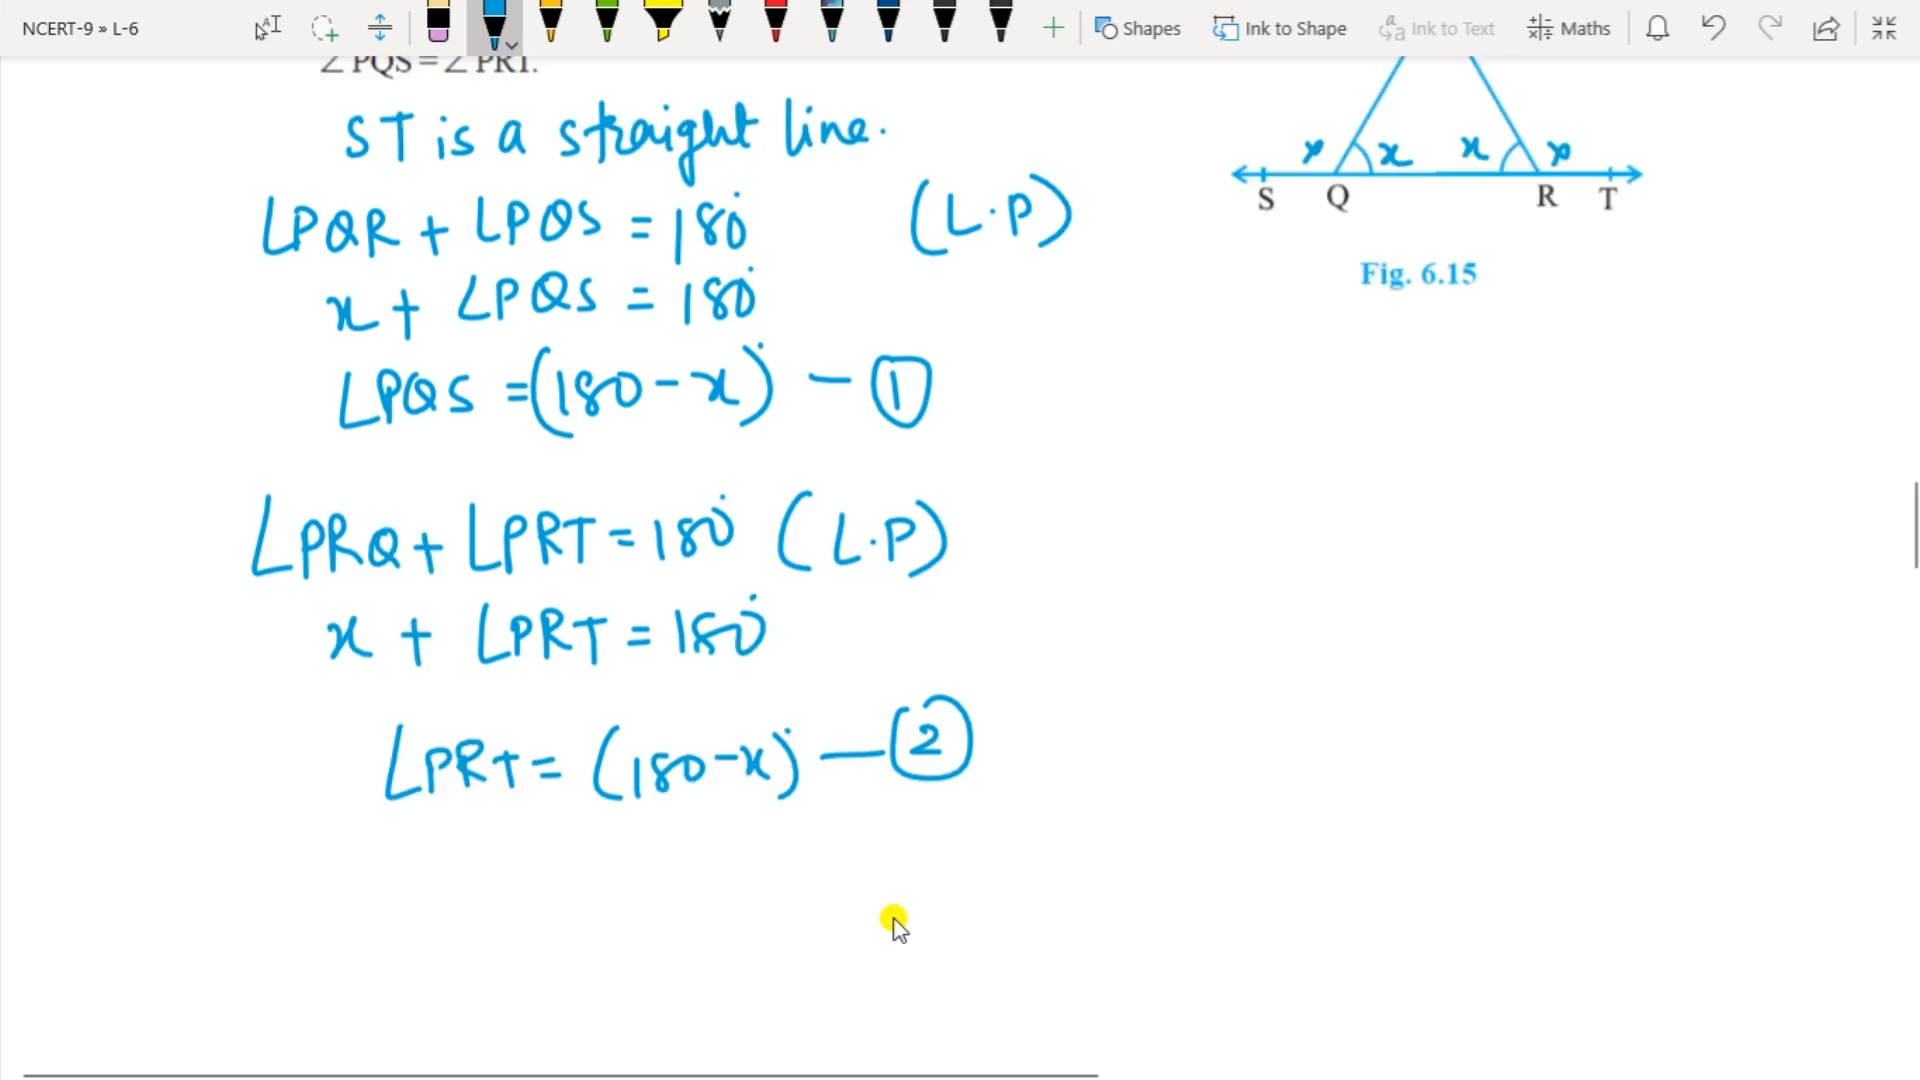 NCERT-9 » L-6
Shapes
Ink to Shape
Ink to Text
Maths
∠ PQS = ∠ PRT.
ST is a straight line.
∠PQR + ∠PQS = 180° (L.P)
x + ∠PQS = 180°
∠PQS = (180 - x)° - ①
∠PRQ + ∠PRT = 180° (L.P)
x + ∠PRT = 180°
∠PRT = (180 - x)° — ②
x x
S Q R T
Fig. 6.15